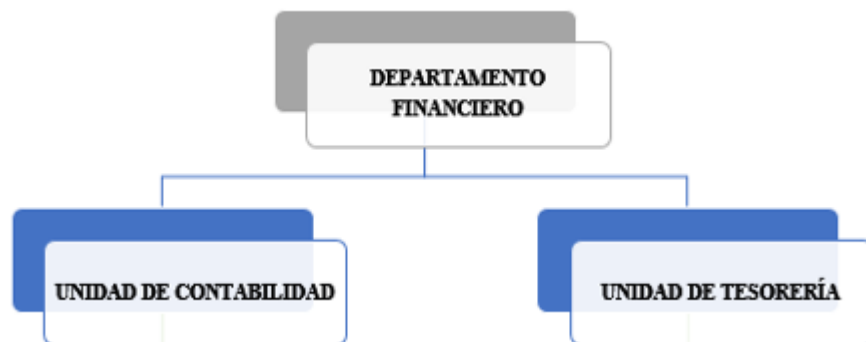 DEPARTAMENTO
FINANCIERO
UNIDAD DE CONTABILIDAD
UNIDAD DE TESORERÍA